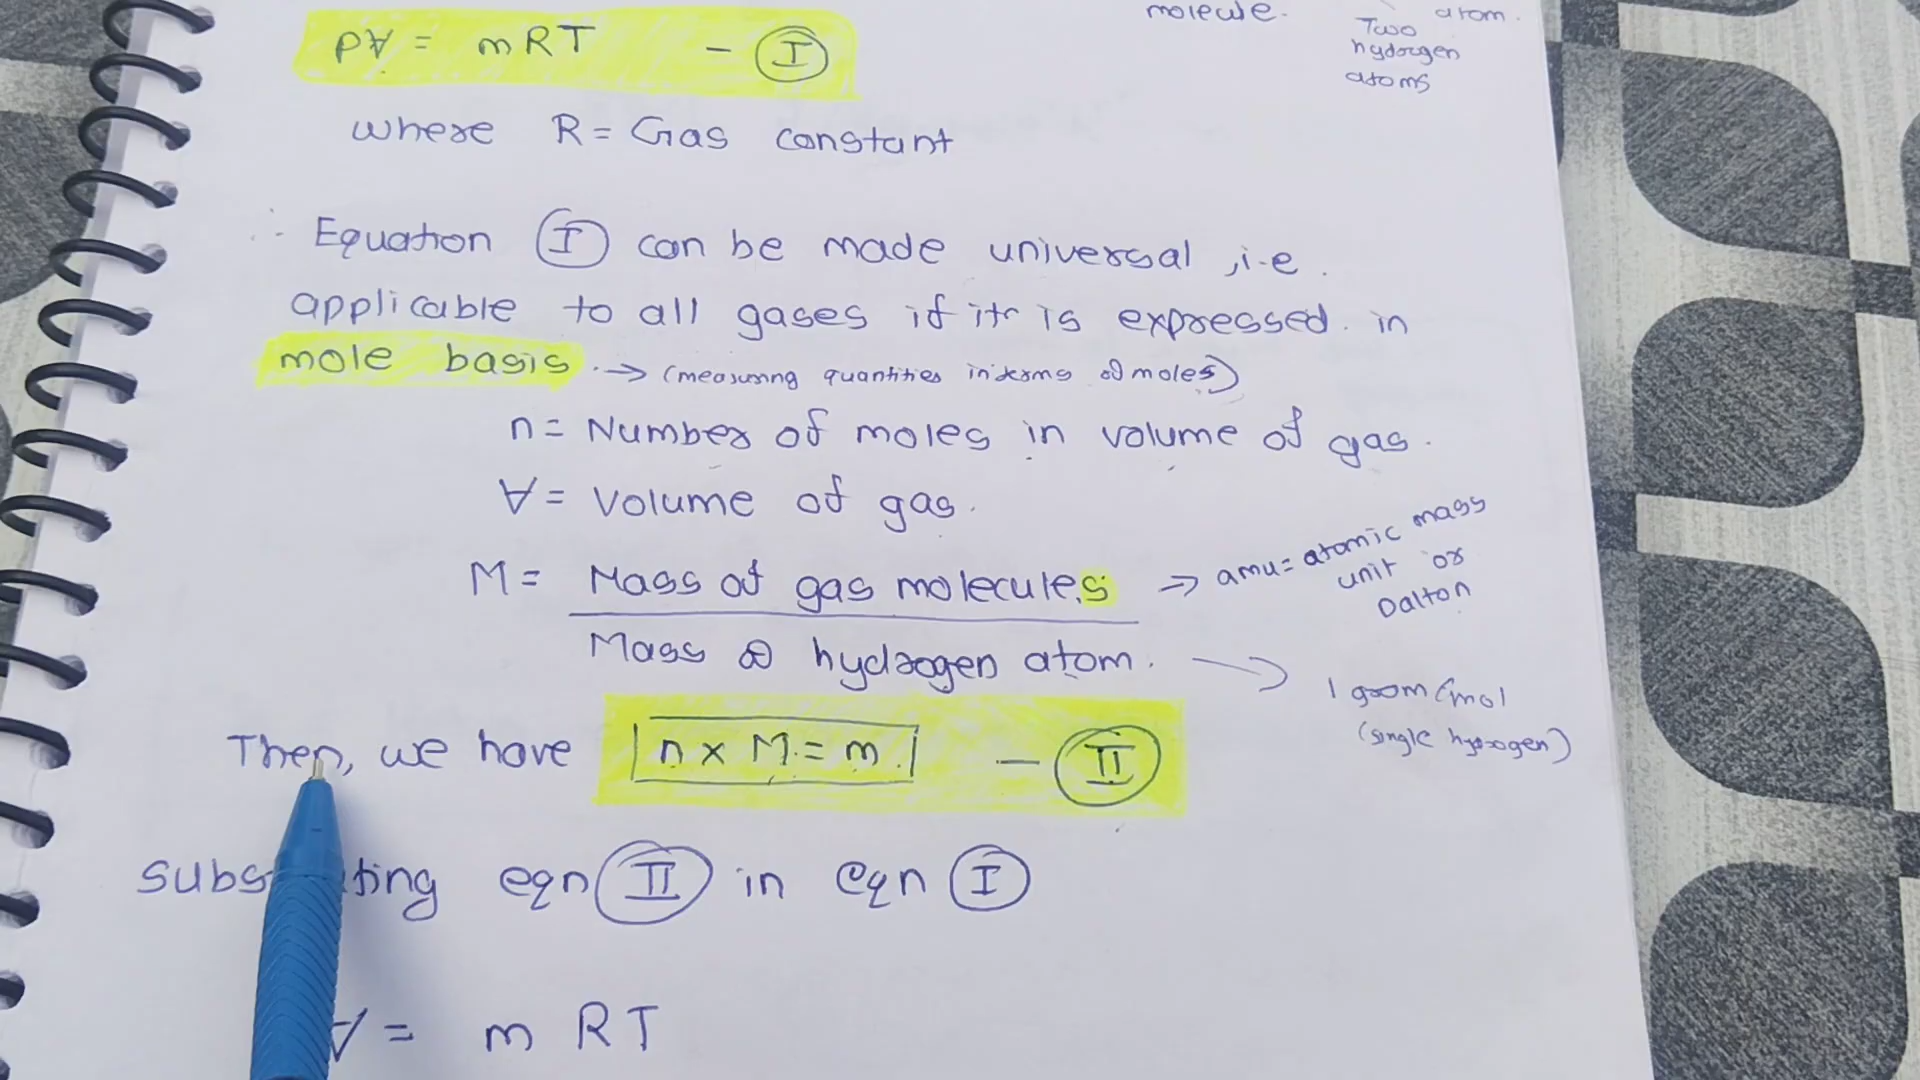 molecule.
atom.
Two
hydrogen
atoms
p∀ = mRT - I
where R = Gas constant
Equation I can be made universal, i.e.
applicable to all gases if it is expressed in
mole basis. → (measuring quantities in terms of moles)
n = Number of moles in volume of gas.
∀ = Volume of gas.
M = Mass of gas molecules → amu = atomic mass
unit or
Dalton
Mass of hydrogen atom. → 1 gram/mol
(single hydrogen)
Then, we have n x M = m - II
eqn II in eqn I
∀ = m RT